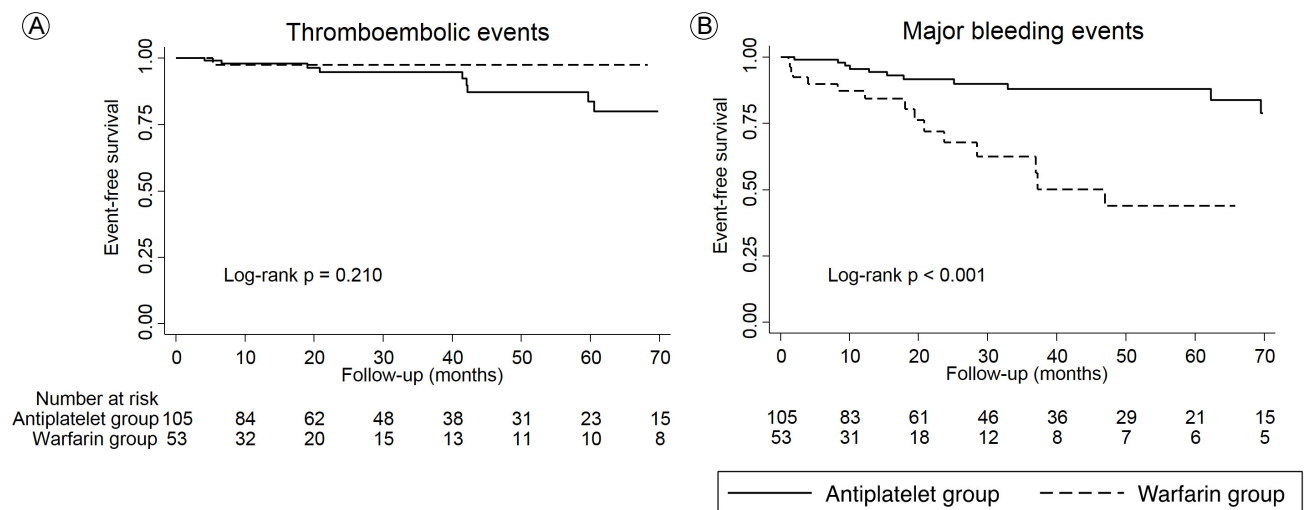 A
Thromboembolic events
Event-free survival
1.00
0.75
0.50
0.25
0.00
Log-rank p = 0.210
0 10 20 30 40 50 60 70
Follow-up (months)
Number at risk
Antiplatelet group 105 84 62 48 38 31 23 15
Warfarin group 53 32 20 15 13 11 10 8
B
Major bleeding events
Event-free survival
1.00
0.75
0.50
0.25
0.00
Log-rank p < 0.001
0 10 20 30 40 50 60 70
Follow-up (months)
105 83 61 46 36 29 21 15
53 31 18 12 8 7 6 5
Antiplatelet group Warfarin group